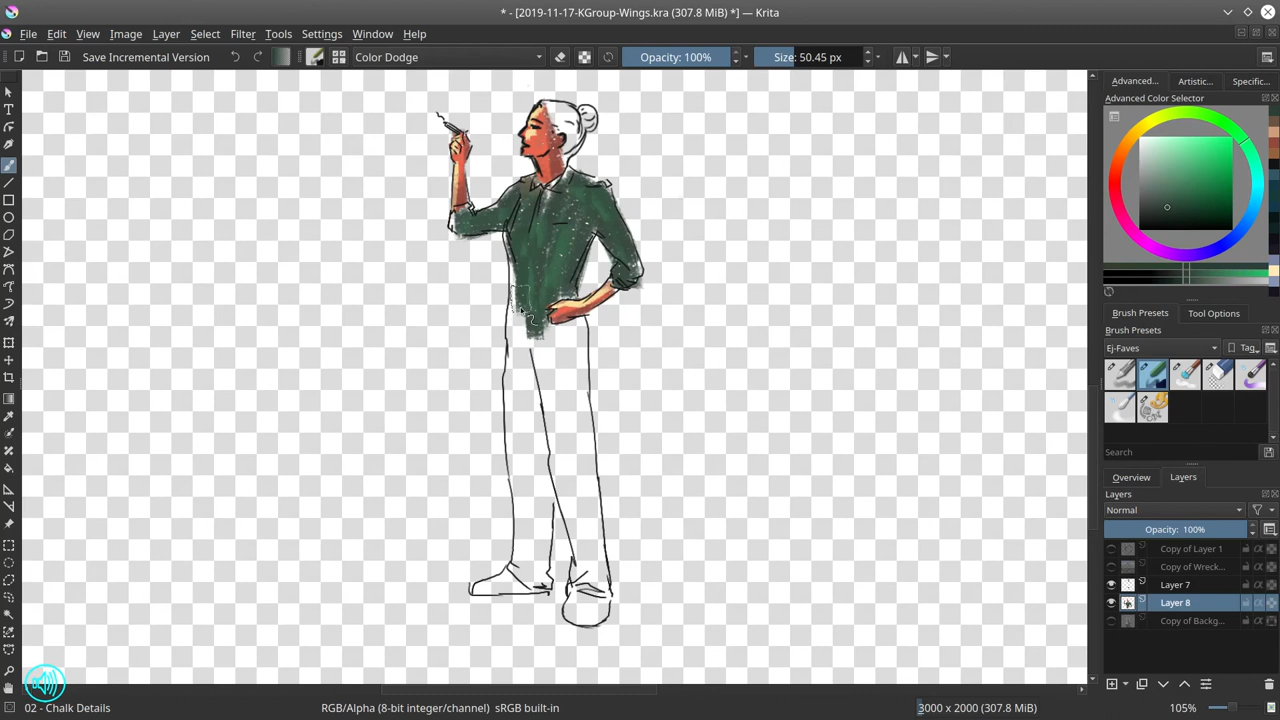 * - [2019-11-17-KGroup-Wings.kra (307.8 MiB) *] — Krita
File Edit View Image Layer Select Filter Tools Settings Window Help
Save Incremental Version Color Dodge Opacity: 100% Size: 50.45 px
Advanced... Artistic... Specific...
Advanced Color Selector
Brush Presets Tool Options
Brush Presets
Ej-Faves Tag
Search
Overview Layers
Layers
Normal
Opacity: 100%
Copy of Layer 1
Copy of Wreck...
Layer 7
Layer 8
Copy of Backg...
02 - Chalk Details RGB/Alpha (8-bit integer/channel) sRGB built-in 3000 x 2000 (307.8 MiB) 105%